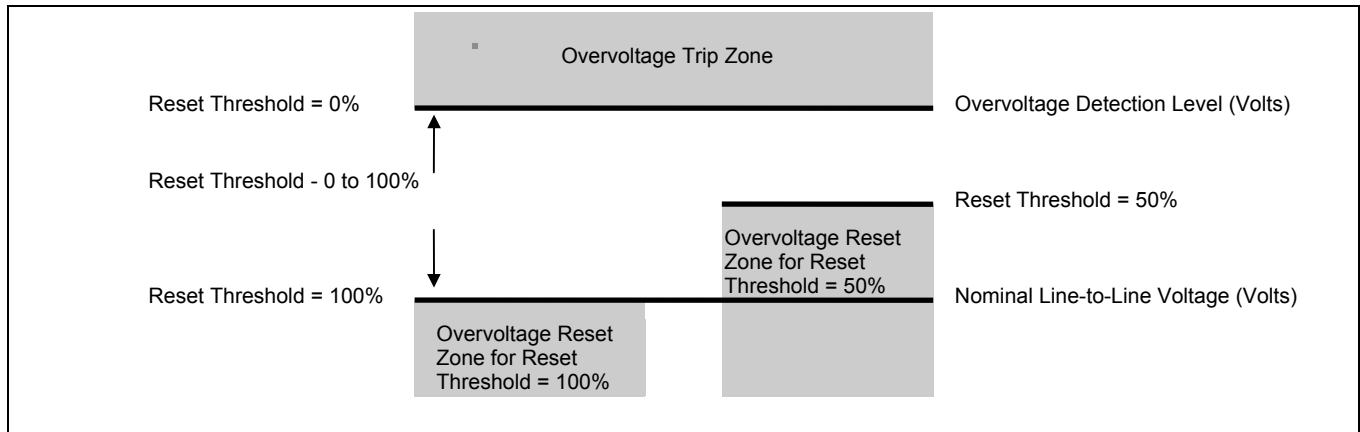 Overvoltage Trip Zone
Reset Threshold = 0%
Overvoltage Detection Level (Volts)
Reset Threshold - 0 to 100%
Reset Threshold = 50%
Overvoltage Reset
Zone for Reset
Threshold = 50%
Reset Threshold = 100%
Nominal Line-to-Line Voltage (Volts)
Overvoltage Reset
Zone for Reset
Threshold = 100%